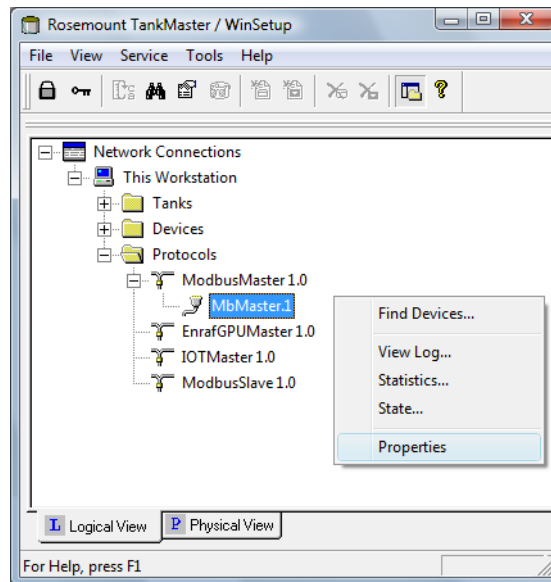 Rosemount TankMaster / WinSetup
File View Service Tools Help
Network Connections
This Workstation
Tanks
Devices
Protocols
ModbusMaster 1.0
MbMaster.1
EnrafGPUMaster 1.0
IOTMaster 1.0
ModbusSlave 1.0
Find Devices...
View Log...
Statistics...
State...
Properties
L Logical View P Physical View
For Help, press F1